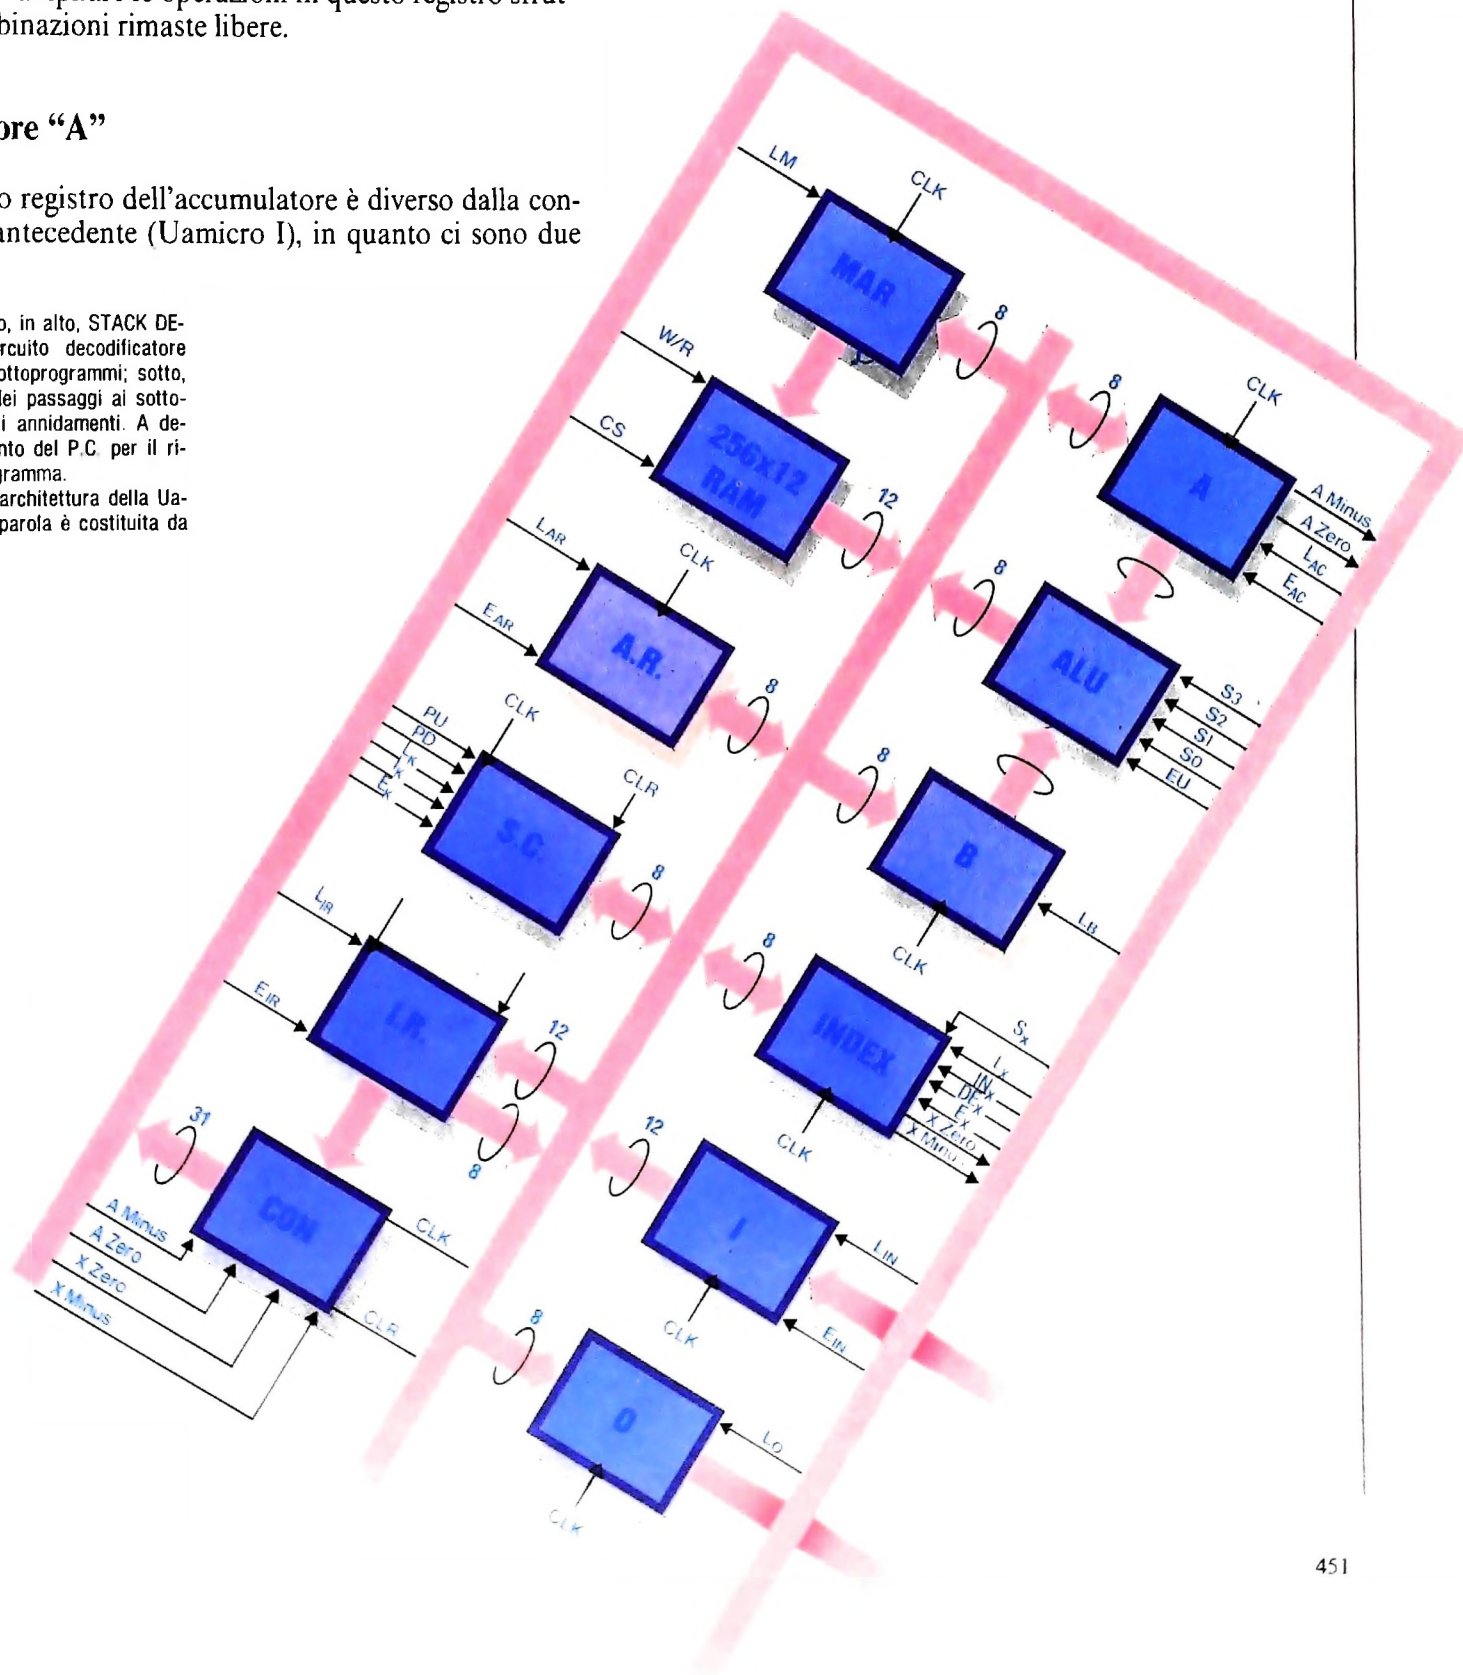 binazioni rimaste libere.
ore “A”
o registro dell'accumulatore è diverso dalla con-
antecedente (Uamicro I), in quanto ci sono due
o, in alto, STACK DE-
rcuito decodificatore
ottoprogrammi; sotto,
dei passaggi ai sotto-
i annidamenti. A de-
nto del P.C. per il ri-
gramma.
architettura della Ua-
parola è costituita da
LM
CLK
MAR
8
W/R
CS
256x12
RAM
12
8
CLK
A
A Minus
A Zero
LAC
EAC
LAR
EAR
CLK
A.R.
8
8
ALU
S3
S2
S1
S0
EU
PU
PD
LK
EK
CLK
CLR
S.C.
8
8
B
LB
CLK
LIR
EIR
I.R.
12
8
8
INDEX
SX
LX
INX
DEX
EX
X Zero
X Minus
CLK
31
CON
A Minus
A Zero
X Zero
X Minus
CLK
CLR
12
I
LIN
EIN
CLK
8
O
LO
CLK
451